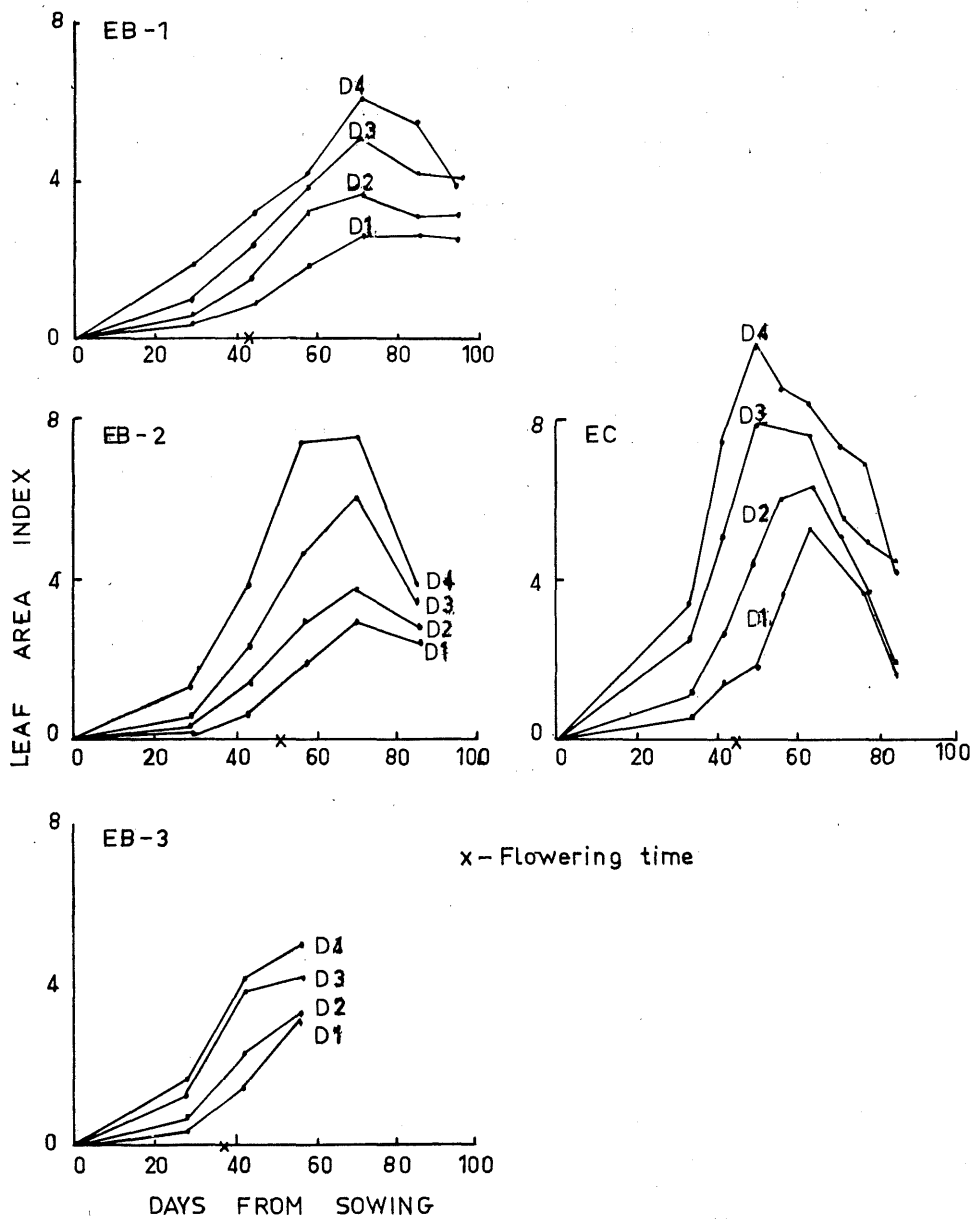 8
EB-1
D4
D3
4
D2
D1
0
0 20 40 x 60 80 100
8
EB-2
4
D4
D3
D2
D1
0
0 20 40 x 60 80 100
D4
8
EC
D3
D2
4
D1
0
0 20 40 x 60 80 100
LEAF AREA INDEX
8
EB-3
x-Flowering time
D4
4
D3
D2
D1
0
0 20 x 40 60 80 100
DAYS FROM SOWING